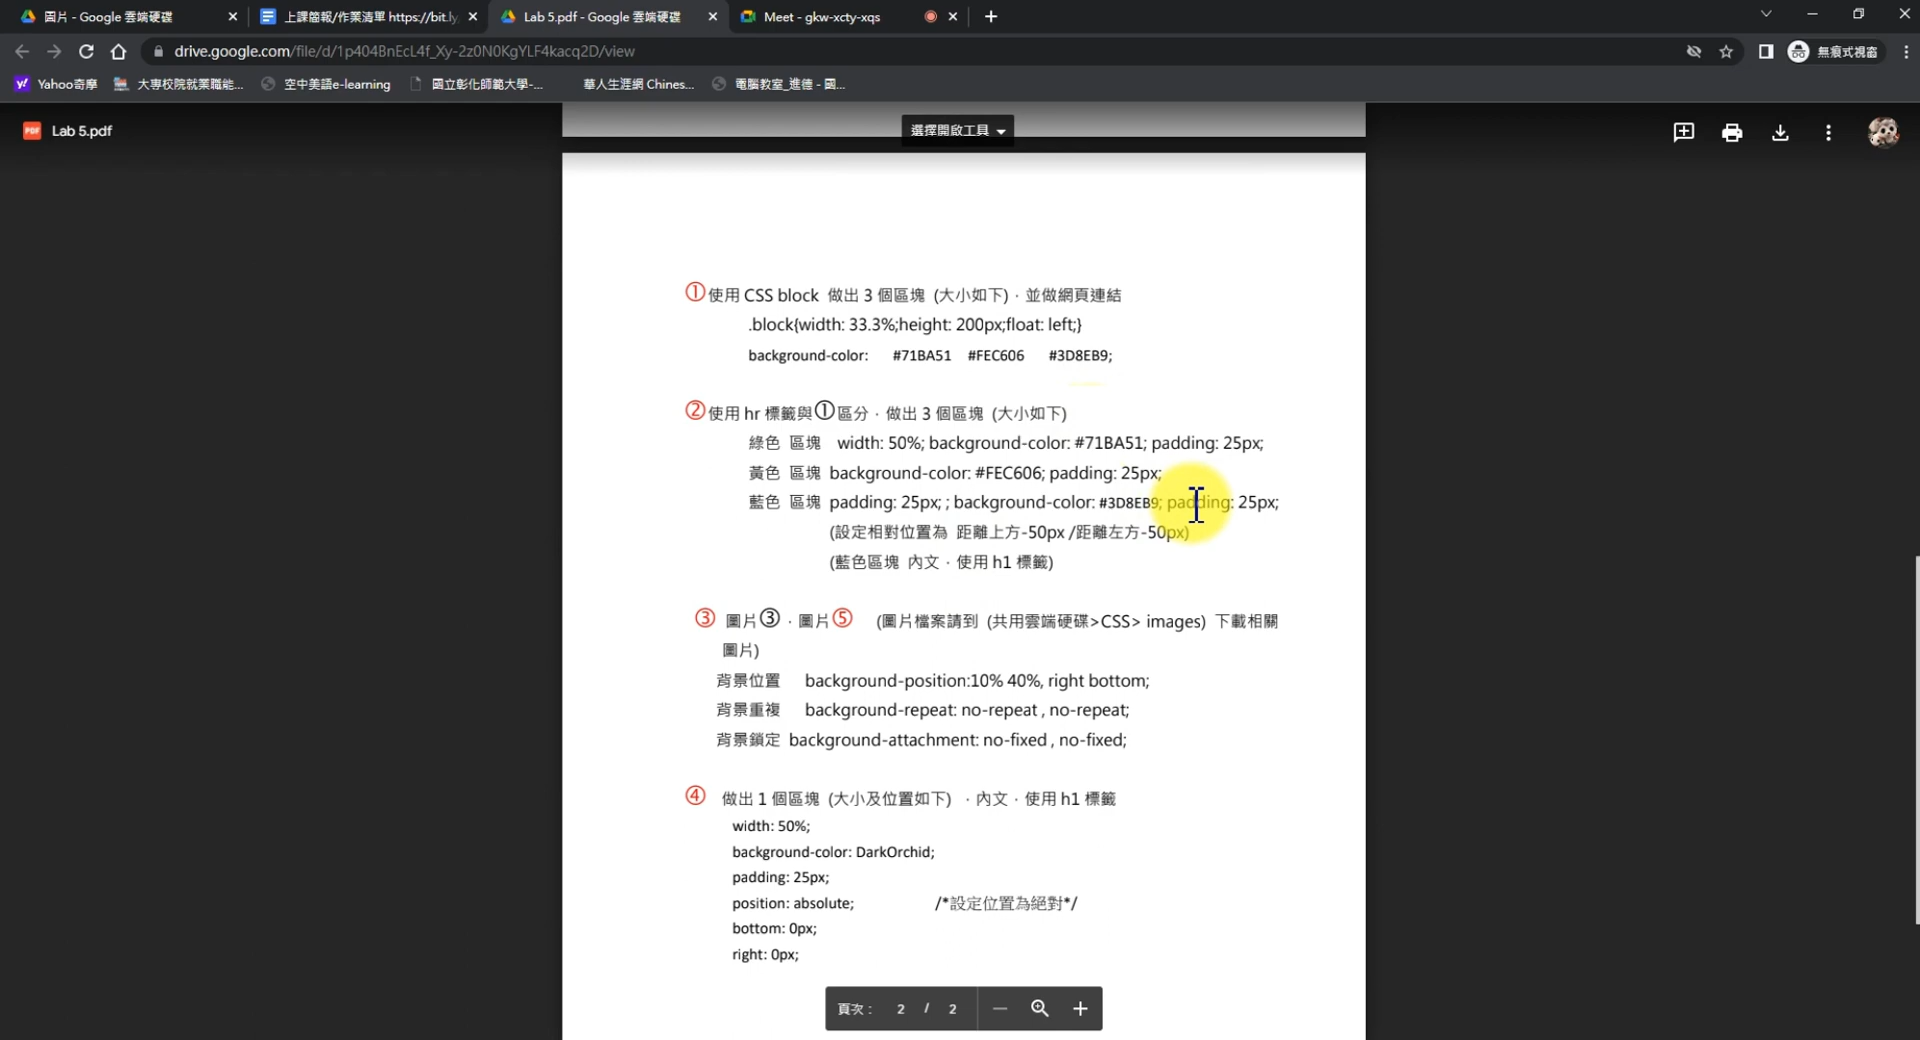 圖片 - Google 雲端硬碟
上課簡報/作業清單 https://bit.ly
Lab 5.pdf - Google 雲端硬碟
Meet - gkw-xcty-xqs
drive.google.com/file/d/1p404BnEcL4f_Xy-2z0N0KgYLF4kacq2D/view
無痕式視窗
Yahoo奇摩
大專校院就業職能...
空中美語e-learning
國立彰化師範大學-...
華人生涯網 Chines...
電腦教室_進德 - 國...
PDF Lab 5.pdf
選擇開啟工具
①使用 CSS block 做出 3 個區塊 (大小如下)，並做網頁連結
.block{width: 33.3%;height: 200px;float: left;}
background-color: #71BA51 #FEC606 #3D8EB9;
②使用 hr 標籤與①區分，做出 3 個區塊 (大小如下)
綠色 區塊 width: 50%; background-color: #71BA51; padding: 25px;
黃色 區塊 background-color: #FEC606; padding: 25px;
藍色 區塊 padding: 25px; ; background-color: #3D8EB9; padding: 25px;
(設定相對位置為 距離上方-50px /距離左方-50px)
(藍色區塊 內文，使用 h1 標籤)
③ 圖片③，圖片⑤ (圖片檔案請到 (共用雲端硬碟>CSS> images) 下載相關
圖片)
背景位置 background-position:10% 40%, right bottom;
背景重複 background-repeat: no-repeat , no-repeat;
背景鎖定 background-attachment: no-fixed , no-fixed;
④ 做出 1 個區塊 (大小及位置如下) ，內文，使用 h1 標籤
width: 50%;
background-color: DarkOrchid;
padding: 25px;
position: absolute; /*設定位置為絕對*/
bottom: 0px;
right: 0px;
頁次： 2 / 2